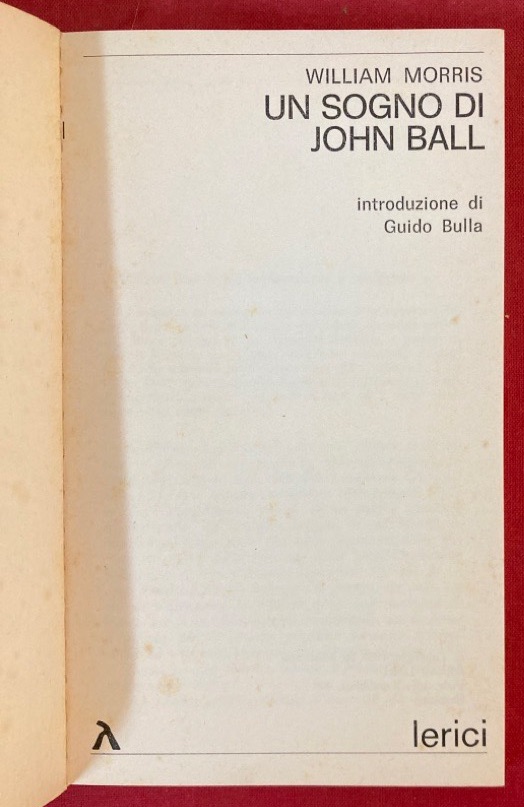 WILLIAM MORRIS
UN SOGNO DI
JOHN BALL
introduzione di
Guido Bulla
λ lerici